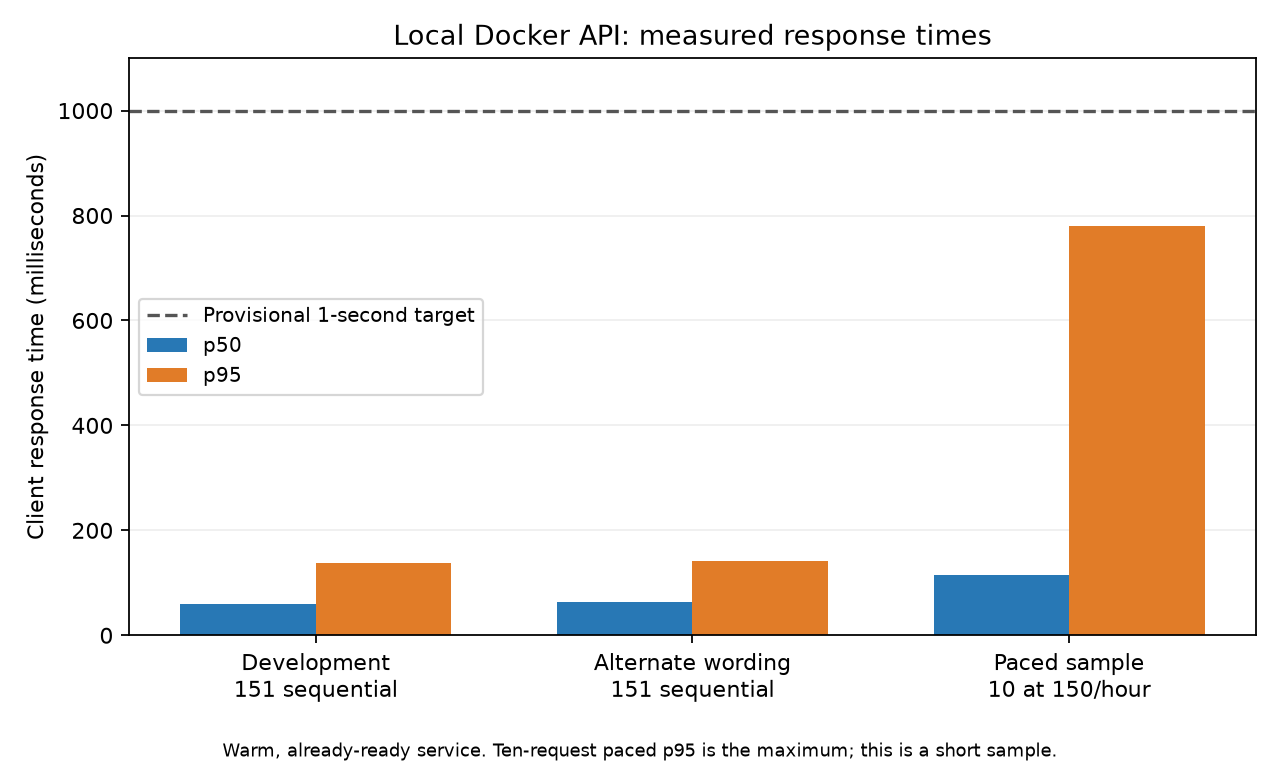 Local Docker API: measured response times
Client response time (milliseconds)
1000
800
600
400
200
0
Provisional 1-second target
p50
p95
Development
151 sequential
Alternate wording
151 sequential
Paced sample
10 at 150/hour
Warm, already-ready service. Ten-request paced p95 is the maximum; this is a short sample.